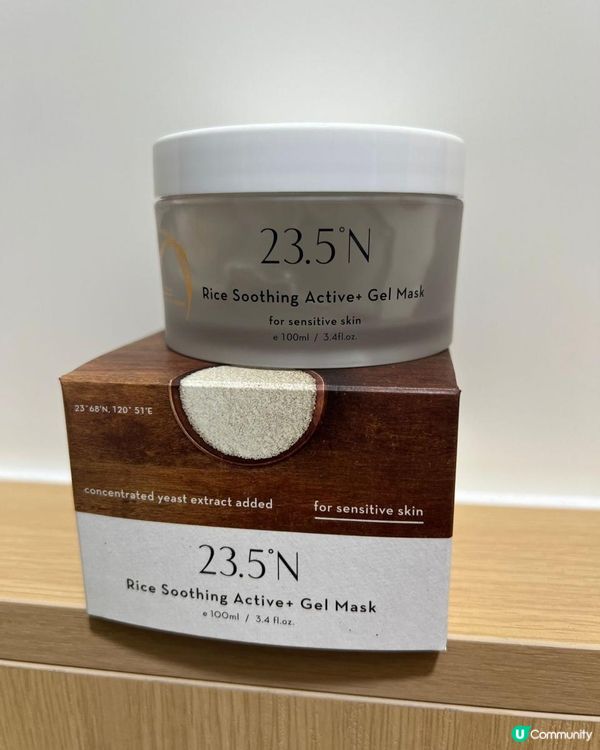 23.5°N
Rice Soothing Active+ Gel Mask
for sensitive skin
e 100ml / 3.4fl.oz.
23°68'N, 120° 51'E
concentrated yeast extract added
for sensitive skin
23.5°N
Rice Soothing Active+ Gel Mask
e 100ml / 3.4 fl.oz.
U Community